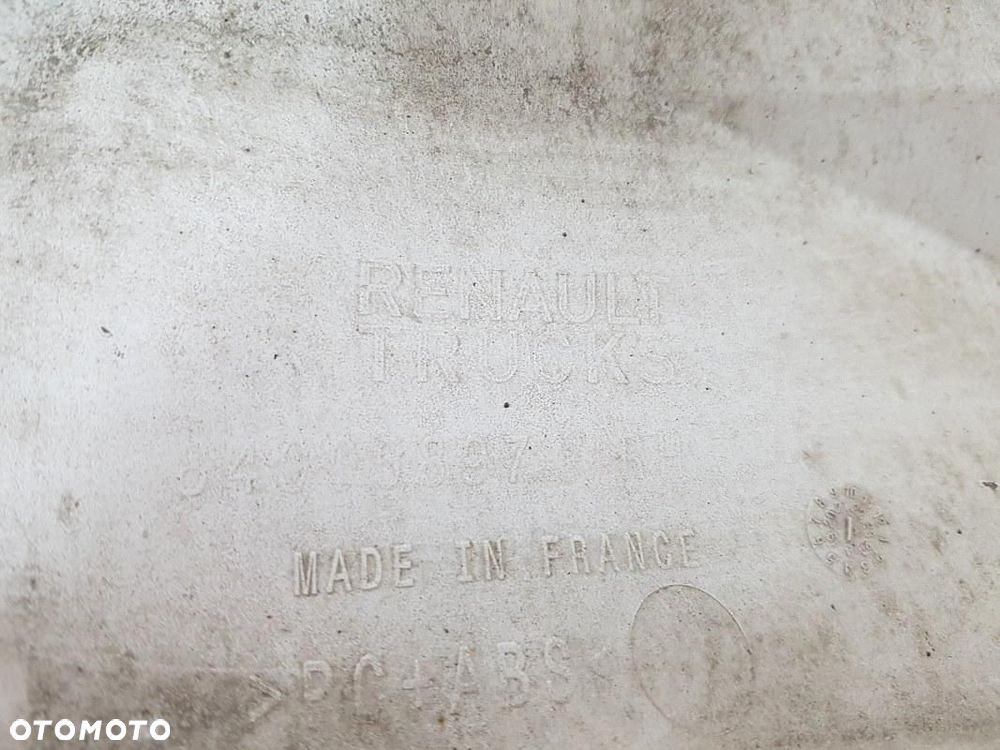 RENAULT
TRUCKS
MADE IN FRANCE
>PC+ABS<
OTOMOTO